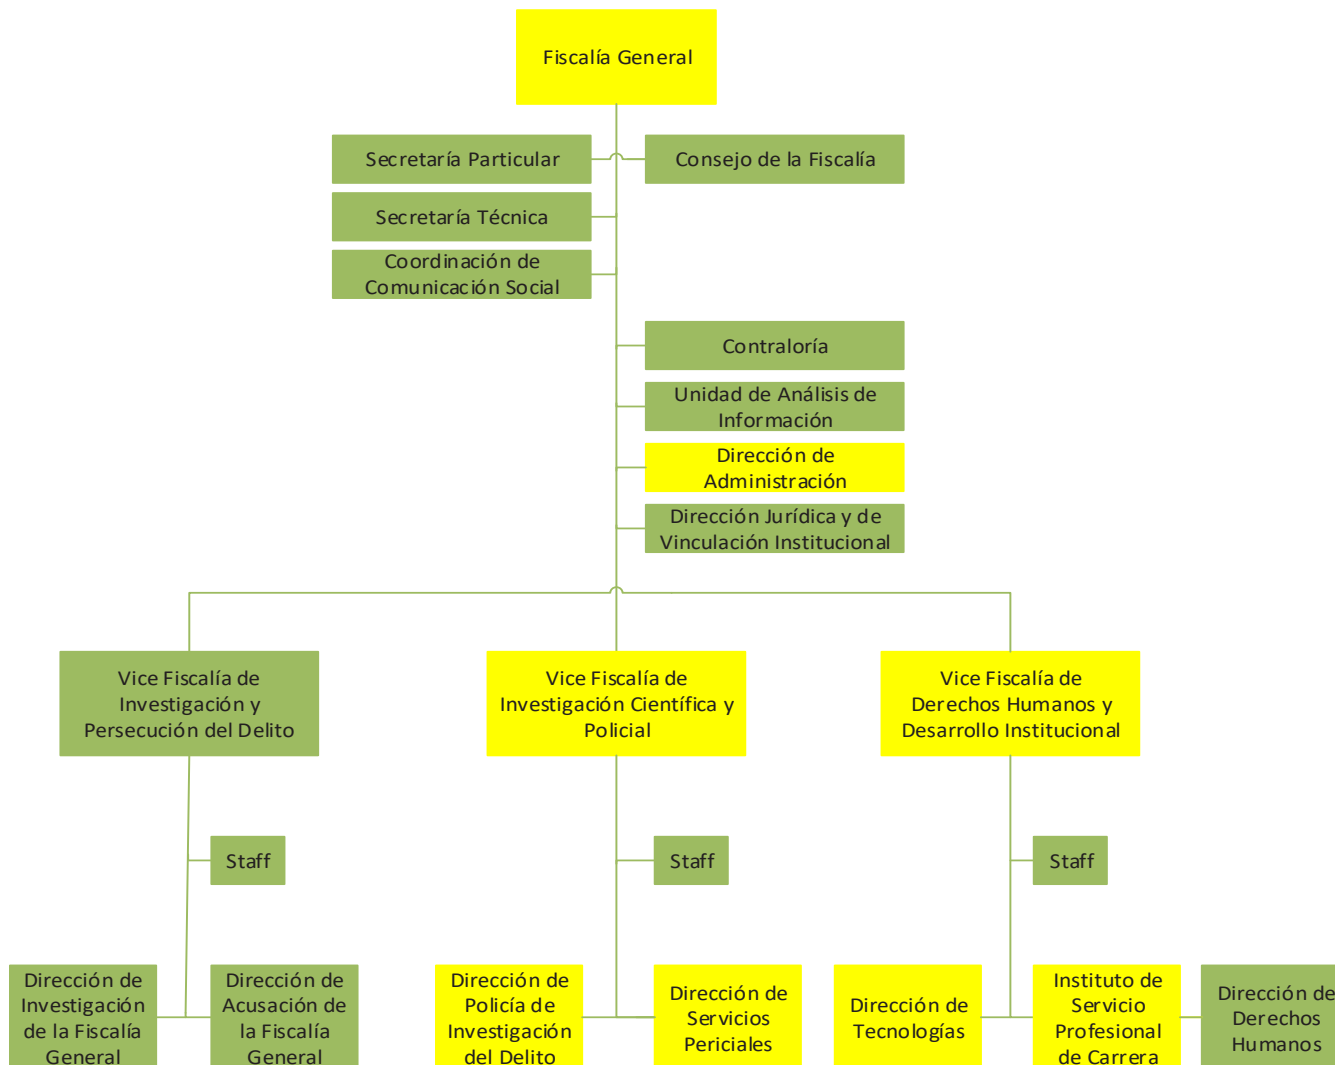 Fiscalía General
Secretaría Particular
Consejo de la Fiscalía
Secretaría Técnica
Coordinación de
Comunicación Social
Contraloría
Unidad de Análisis de
Información
Dirección de
Administración
Dirección Jurídica y de
Vinculación Institucional
Vice Fiscalía de
Investigación y
Persecución del Delito
Vice Fiscalía de
Investigación Científica y
Policial
Vice Fiscalía de
Derechos Humanos y
Desarrollo Institucional
Staff
Staff
Staff
Dirección de
Investigación
de la Fiscalía
General
Dirección de
Acusación de
la Fiscalía
General
Dirección de
Policía de
Investigación
del Delito
Dirección de
Servicios
Periciales
Dirección de
Tecnologías
Instituto de
Servicio
Profesional
de Carrera
Dirección de
Derechos
Humanos